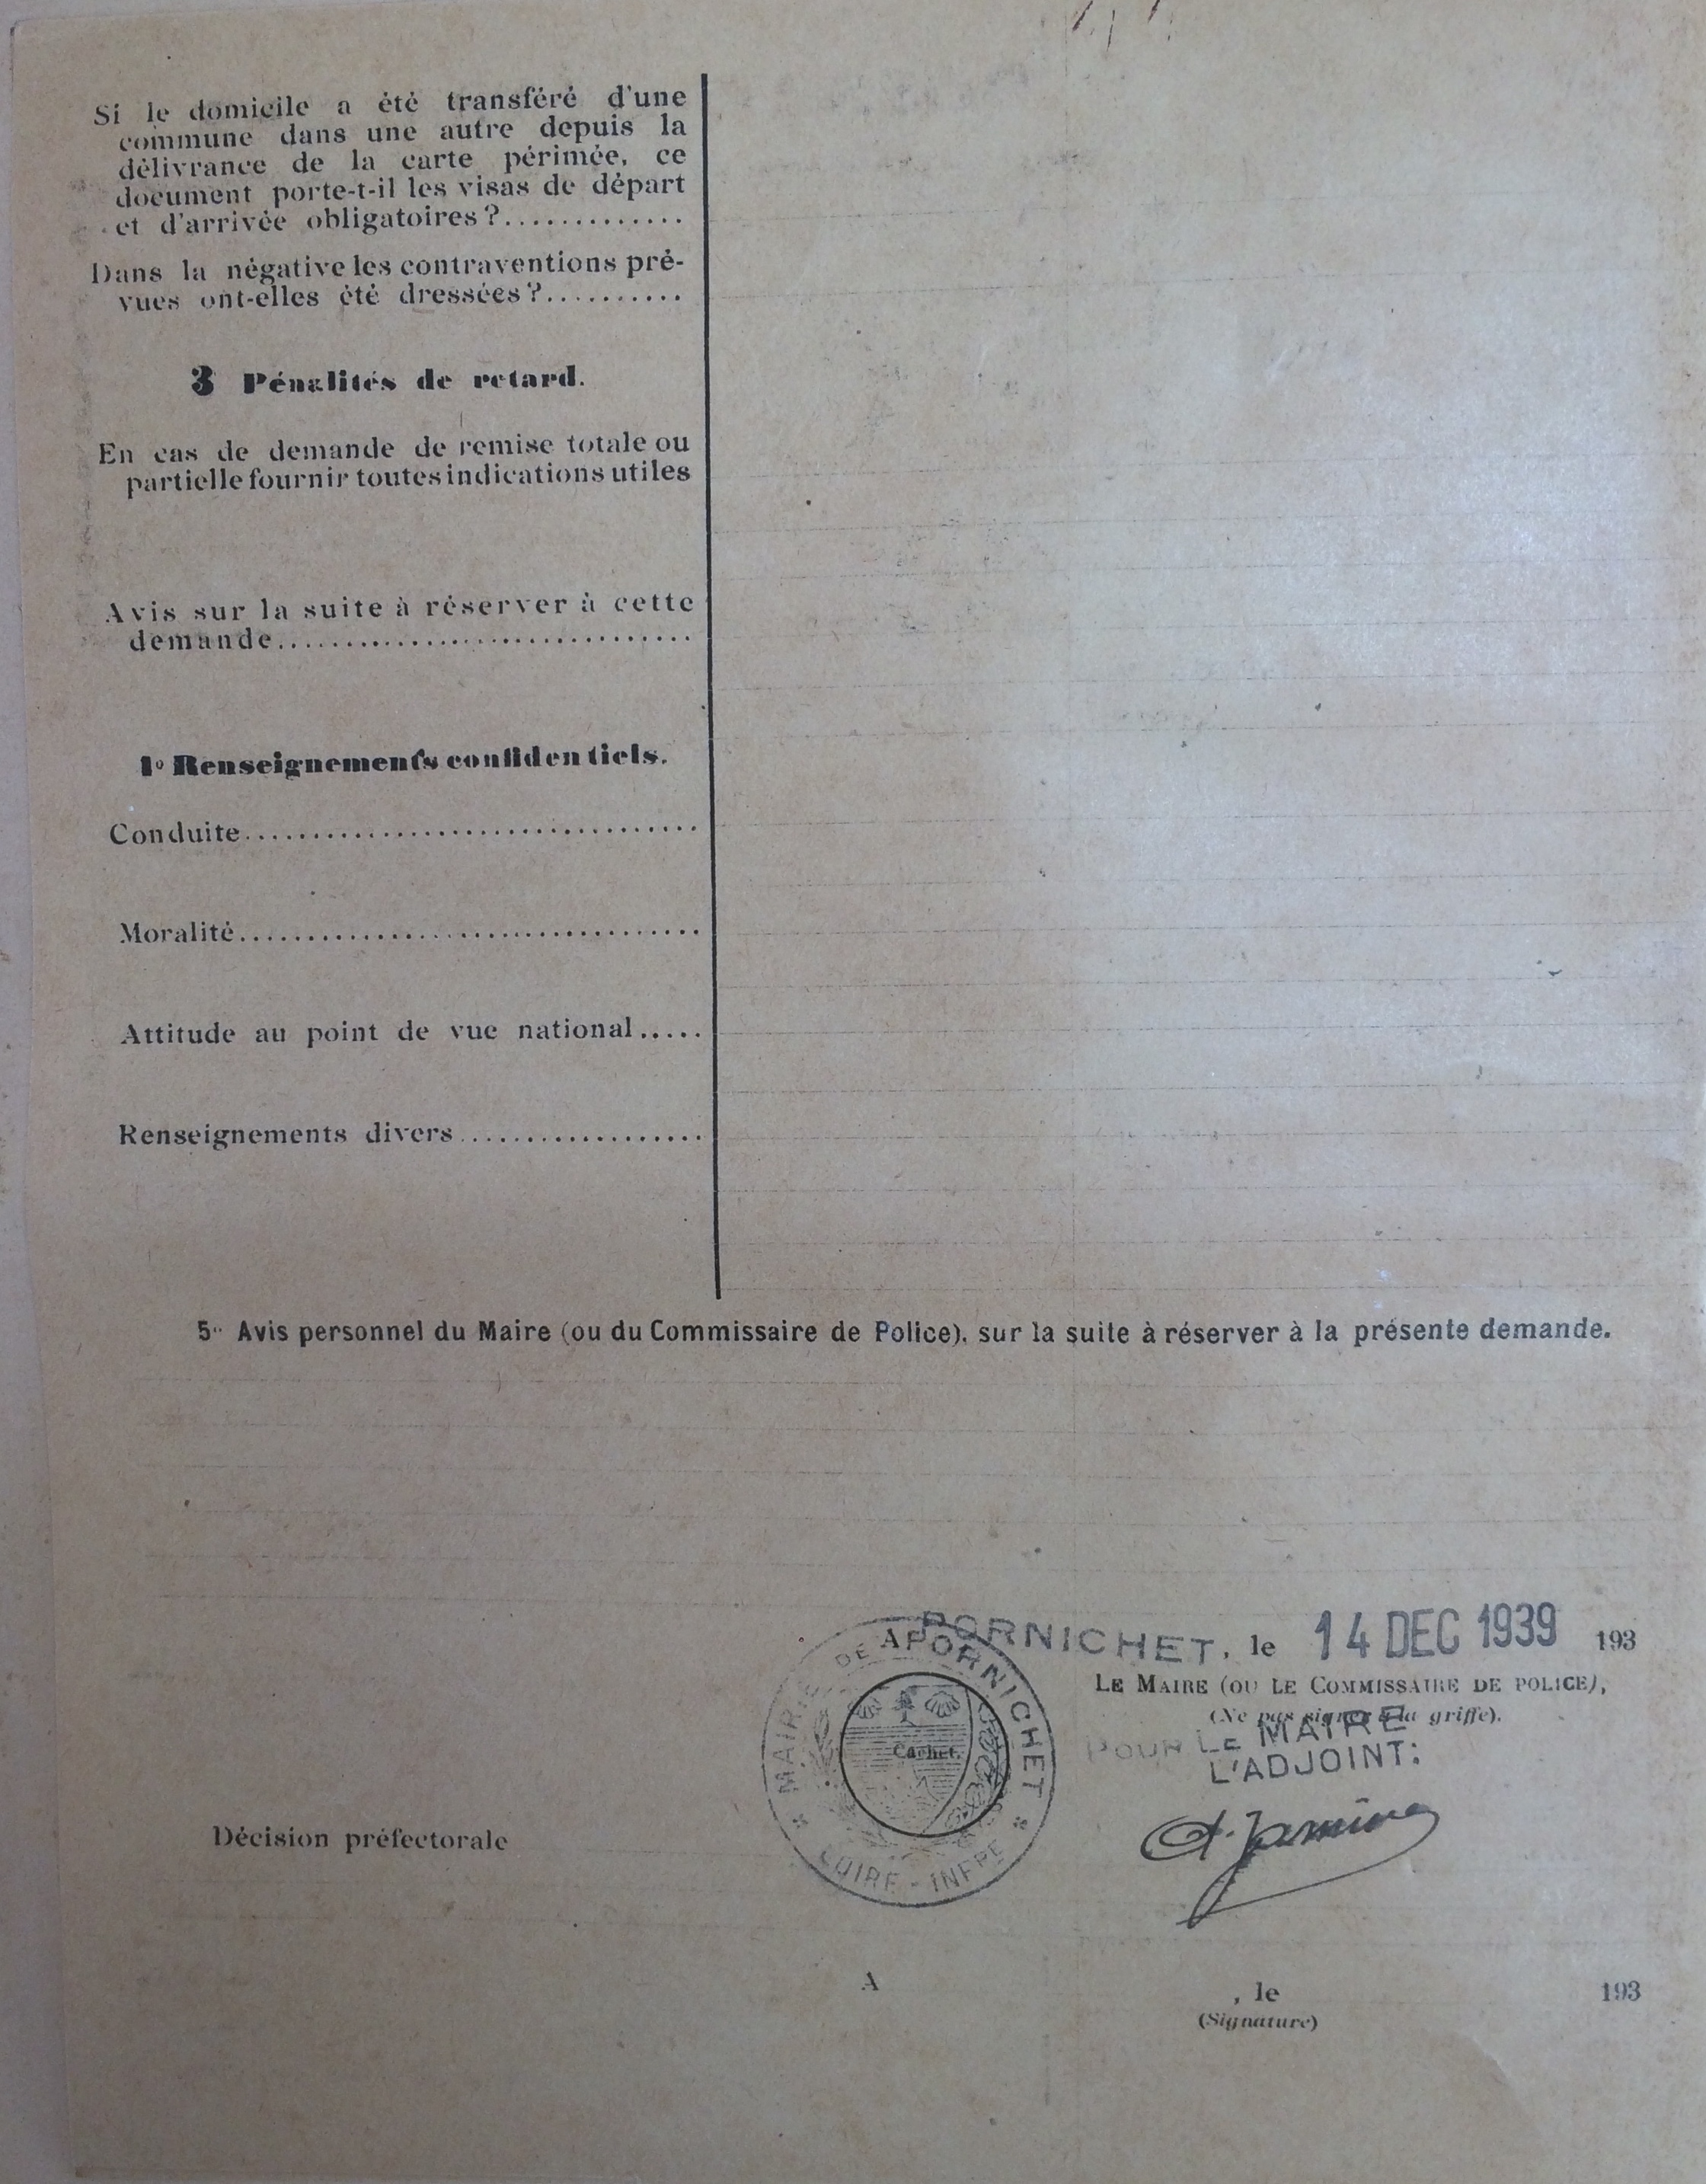 Si le domicile a été transféré d'une
commune dans une autre depuis la
délivrance de la carte périmée, ce
document porte-t-il les visas de départ
et d'arrivée obligatoires ?.............
Dans la négative les contraventions pré-
vues ont-elles été dressées ?..........
3 Pénalités de retard.
En cas de demande de remise totale ou
partielle fournir toutes indications utiles
Avis sur la suite à réserver à cette
demande...............................
1° Renseignements confidentiels.
Conduite.................................
Moralité.................................
Attitude au point de vue national.....
Renseignements divers..................
5° Avis personnel du Maire (ou du Commissaire de Police), sur la suite à réserver à la présente demande.
A PORNICHET, le 14 DEC 1939 193
LE MAIRE (OU LE COMMISSAIRE DE POLICE),
(Ne pas signer à la griffe).
POUR LE MAIRE
L'ADJOINT:
MAIRIE DE PORNICHET
LOIRE-INFRE
Cachet.
Décision préfectorale
A , le 193
(Signature)